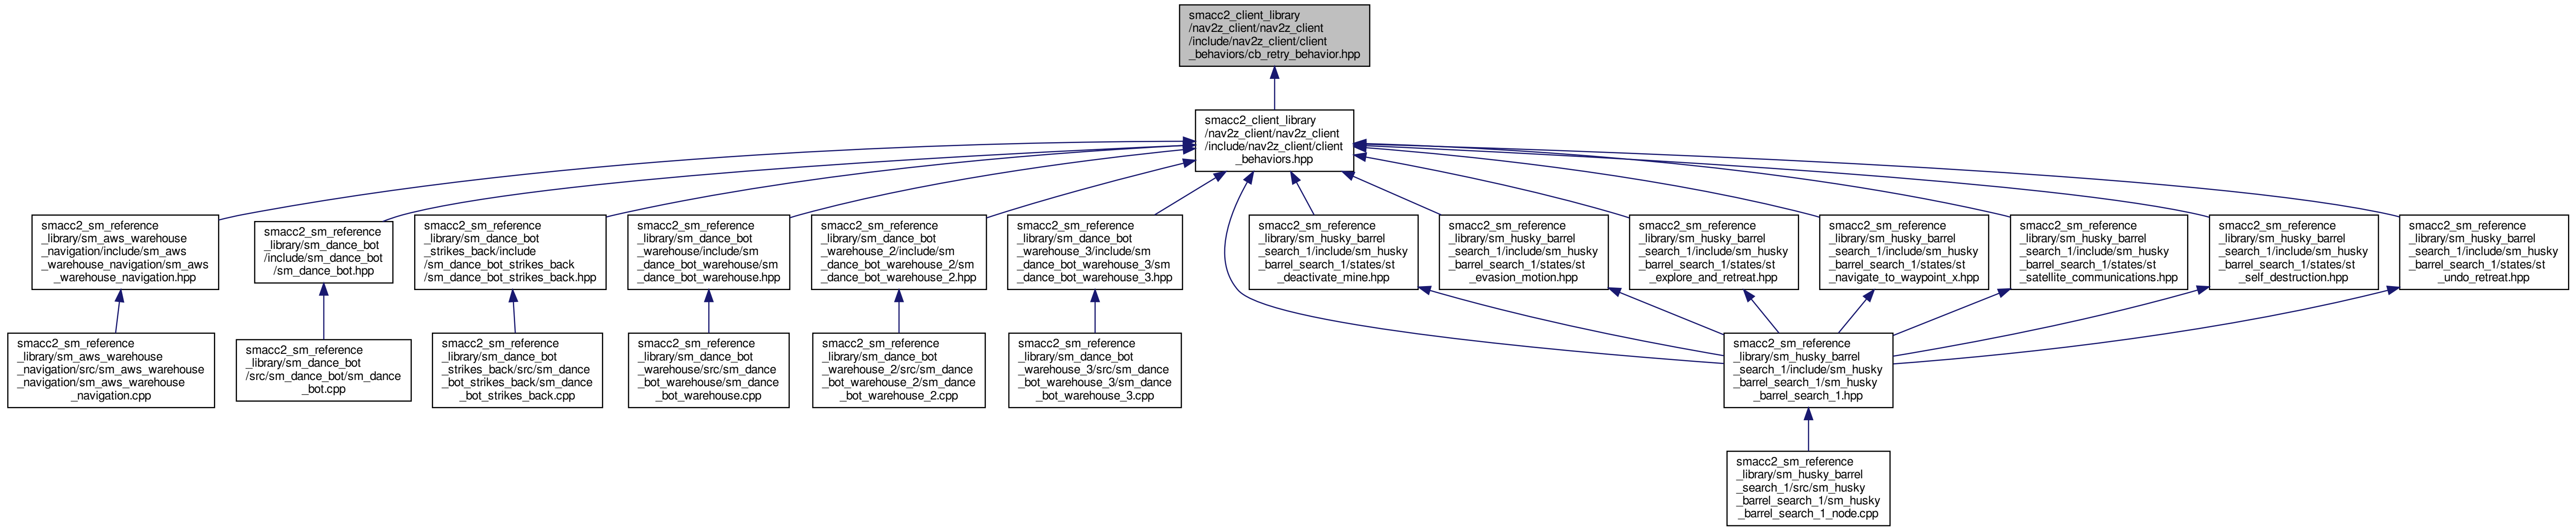 smacc2_client_library
/nav2z_client/nav2z_client
/include/nav2z_client/client
_behaviors/cb_retry_behavior.hpp
smacc2_client_library
/nav2z_client/nav2z_client
/include/nav2z_client/client
_behaviors.hpp
smacc2_sm_reference
_library/sm_aws_warehouse
_navigation/include/sm_aws
_warehouse_navigation/sm_aws
_warehouse_navigation.hpp
smacc2_sm_reference
_library/sm_dance_bot
/include/sm_dance_bot
/sm_dance_bot.hpp
smacc2_sm_reference
_library/sm_dance_bot
_strikes_back/include
/sm_dance_bot_strikes_back
/sm_dance_bot_strikes_back.hpp
smacc2_sm_reference
_library/sm_dance_bot
_warehouse/include/sm
_dance_bot_warehouse/sm
_dance_bot_warehouse.hpp
smacc2_sm_reference
_library/sm_dance_bot
_warehouse_2/include/sm
_dance_bot_warehouse_2/sm
_dance_bot_warehouse_2.hpp
smacc2_sm_reference
_library/sm_dance_bot
_warehouse_3/include/sm
_dance_bot_warehouse_3/sm
_dance_bot_warehouse_3.hpp
smacc2_sm_reference
_library/sm_husky_barrel
_search_1/include/sm_husky
_barrel_search_1/states/st
_deactivate_mine.hpp
smacc2_sm_reference
_library/sm_husky_barrel
_search_1/include/sm_husky
_barrel_search_1/states/st
_evasion_motion.hpp
smacc2_sm_reference
_library/sm_husky_barrel
_search_1/include/sm_husky
_barrel_search_1/states/st
_explore_and_retreat.hpp
smacc2_sm_reference
_library/sm_husky_barrel
_search_1/include/sm_husky
_barrel_search_1/states/st
_navigate_to_waypoint_x.hpp
smacc2_sm_reference
_library/sm_husky_barrel
_search_1/include/sm_husky
_barrel_search_1/states/st
_satellite_communications.hpp
smacc2_sm_reference
_library/sm_husky_barrel
_search_1/include/sm_husky
_barrel_search_1/states/st
_self_destruction.hpp
smacc2_sm_reference
_library/sm_husky_barrel
_search_1/include/sm_husky
_barrel_search_1/states/st
_undo_retreat.hpp
smacc2_sm_reference
_library/sm_aws_warehouse
_navigation/src/sm_aws_warehouse
_navigation/sm_aws_warehouse
_navigation.cpp
smacc2_sm_reference
_library/sm_dance_bot
/src/sm_dance_bot/sm_dance
_bot.cpp
smacc2_sm_reference
_library/sm_dance_bot
_strikes_back/src/sm_dance
_bot_strikes_back/sm_dance
_bot_strikes_back.cpp
smacc2_sm_reference
_library/sm_dance_bot
_warehouse/src/sm_dance
_bot_warehouse/sm_dance
_bot_warehouse.cpp
smacc2_sm_reference
_library/sm_dance_bot
_warehouse_2/src/sm_dance
_bot_warehouse_2/sm_dance
_bot_warehouse_2.cpp
smacc2_sm_reference
_library/sm_dance_bot
_warehouse_3/src/sm_dance
_bot_warehouse_3/sm_dance
_bot_warehouse_3.cpp
smacc2_sm_reference
_library/sm_husky_barrel
_search_1/include/sm_husky
_barrel_search_1/sm_husky
_barrel_search_1.hpp
smacc2_sm_reference
_library/sm_husky_barrel
_search_1/src/sm_husky
_barrel_search_1/sm_husky
_barrel_search_1_node.cpp